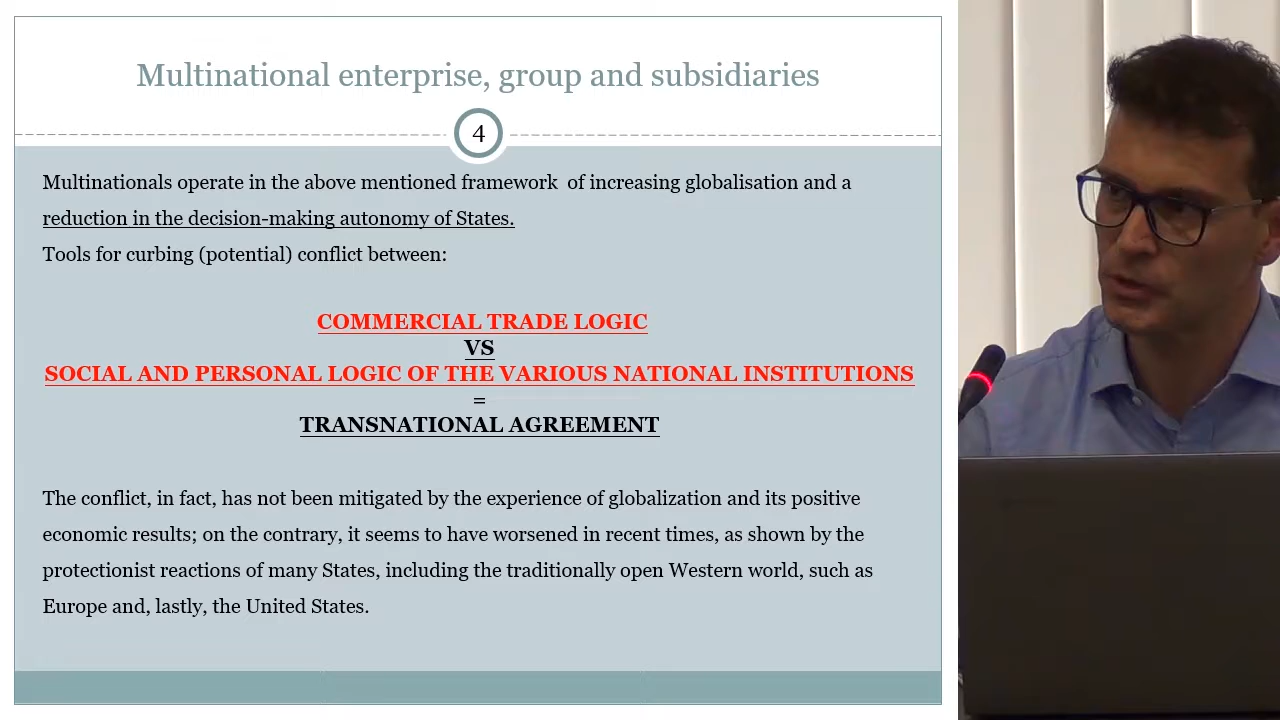 Multinational enterprise, group and subsidiaries
4
Multinationals operate in the above mentioned framework of increasing globalisation and a
reduction in the decision-making autonomy of States.
Tools for curbing (potential) conflict between:
COMMERCIAL TRADE LOGIC
VS
SOCIAL AND PERSONAL LOGIC OF THE VARIOUS NATIONAL INSTITUTIONS
=
TRANSNATIONAL AGREEMENT
The conflict, in fact, has not been mitigated by the experience of globalization and its positive
economic results; on the contrary, it seems to have worsened in recent times, as shown by the
protectionist reactions of many States, including the traditionally open Western world, such as
Europe and, lastly, the United States.